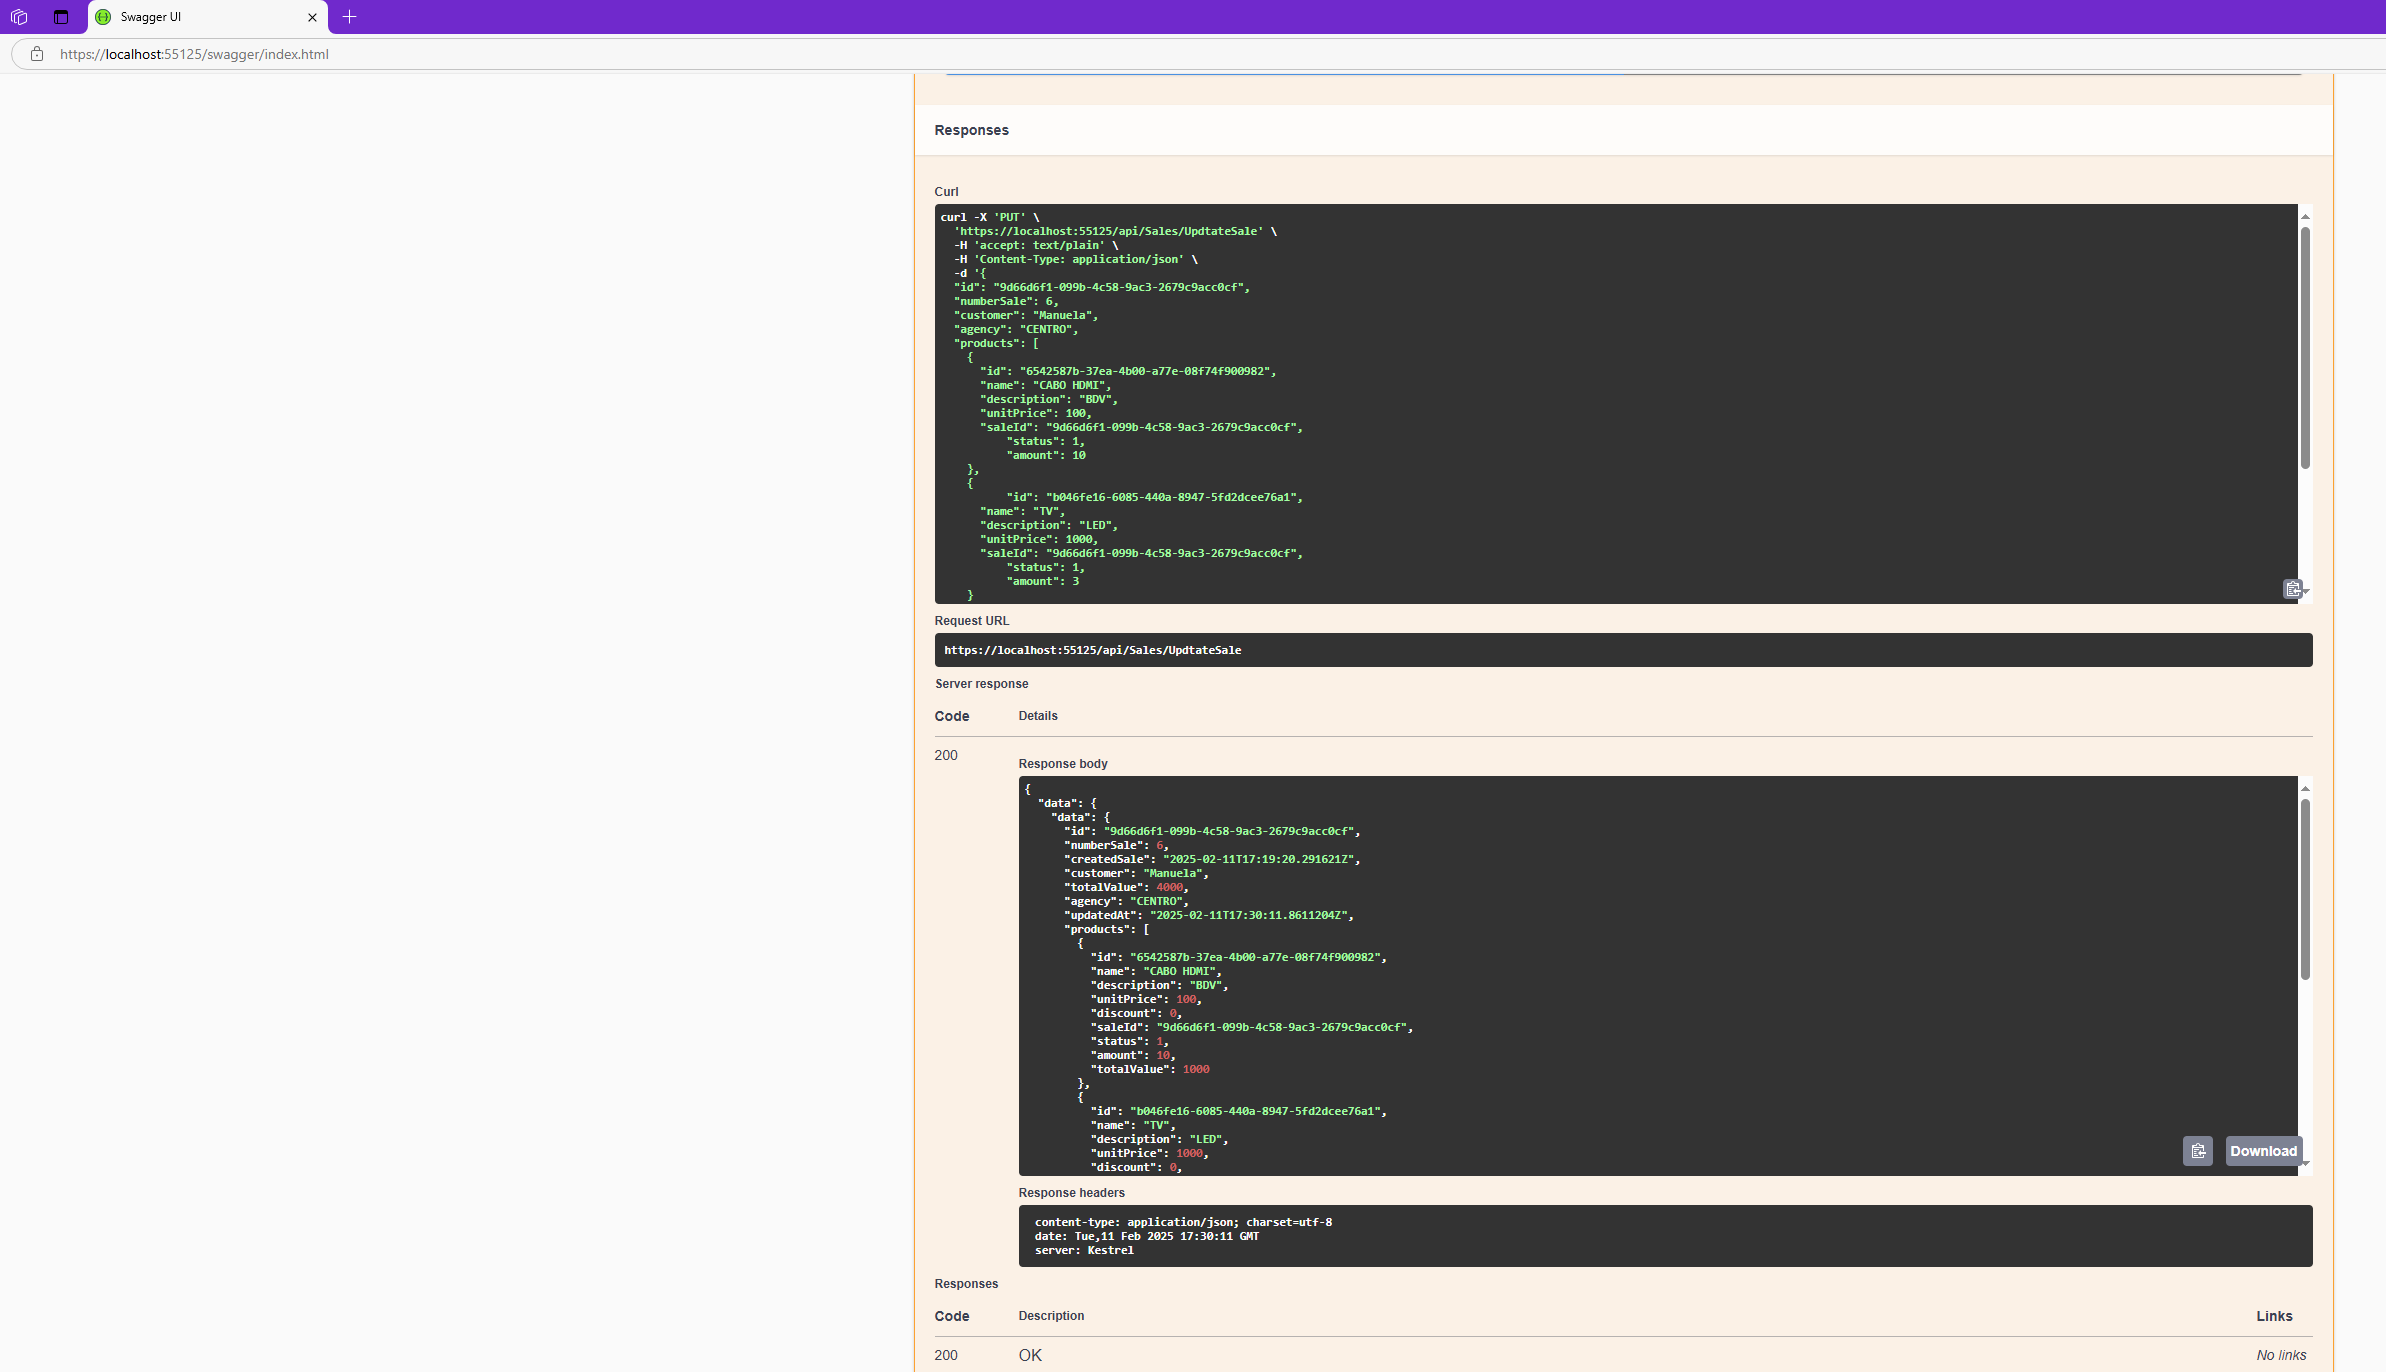 Swagger UI
https://localhost:55125/swagger/index.html
Responses
Curl
curl -X 'PUT' \
  'https://localhost:55125/api/Sales/UpdtateSale' \
  -H 'accept: text/plain' \
  -H 'Content-Type: application/json' \
  -d '{
  "id": "9d66d6f1-099b-4c58-9ac3-2679c9acc0cf",
  "numberSale": 6,
  "customer": "Manuela",
  "agency": "CENTRO",
  "products": [
    {
      "id": "6542587b-37ea-4b00-a77e-08f74f900982",
      "name": "CABO HDMI",
      "description": "BDV",
      "unitPrice": 100,
      "saleId": "9d66d6f1-099b-4c58-9ac3-2679c9acc0cf",
          "status": 1,
          "amount": 10
    },
    {
          "id": "b046fe16-6085-440a-8947-5fd2dcee76a1",
      "name": "TV",
      "description": "LED",
      "unitPrice": 1000,
      "saleId": "9d66d6f1-099b-4c58-9ac3-2679c9acc0cf",
          "status": 1,
          "amount": 3
    }
Request URL
https://localhost:55125/api/Sales/UpdtateSale
Server response
Code Details
200
Response body
{
  "data": {
    "data": {
      "id": "9d66d6f1-099b-4c58-9ac3-2679c9acc0cf",
      "numberSale": 6,
      "createdSale": "2025-02-11T17:19:20.291621Z",
      "customer": "Manuela",
      "totalValue": 4000,
      "agency": "CENTRO",
      "updatedAt": "2025-02-11T17:30:11.8611204Z",
      "products": [
        {
          "id": "6542587b-37ea-4b00-a77e-08f74f900982",
          "name": "CABO HDMI",
          "description": "BDV",
          "unitPrice": 100,
          "discount": 0,
          "saleId": "9d66d6f1-099b-4c58-9ac3-2679c9acc0cf",
          "status": 1,
          "amount": 10,
          "totalValue": 1000
        },
        {
          "id": "b046fe16-6085-440a-8947-5fd2dcee76a1",
          "name": "TV",
          "description": "LED",
          "unitPrice": 1000,
          "discount": 0,
Download
Response headers
content-type: application/json; charset=utf-8
date: Tue,11 Feb 2025 17:30:11 GMT
server: Kestrel
Responses
Code Description Links
200 OK No links